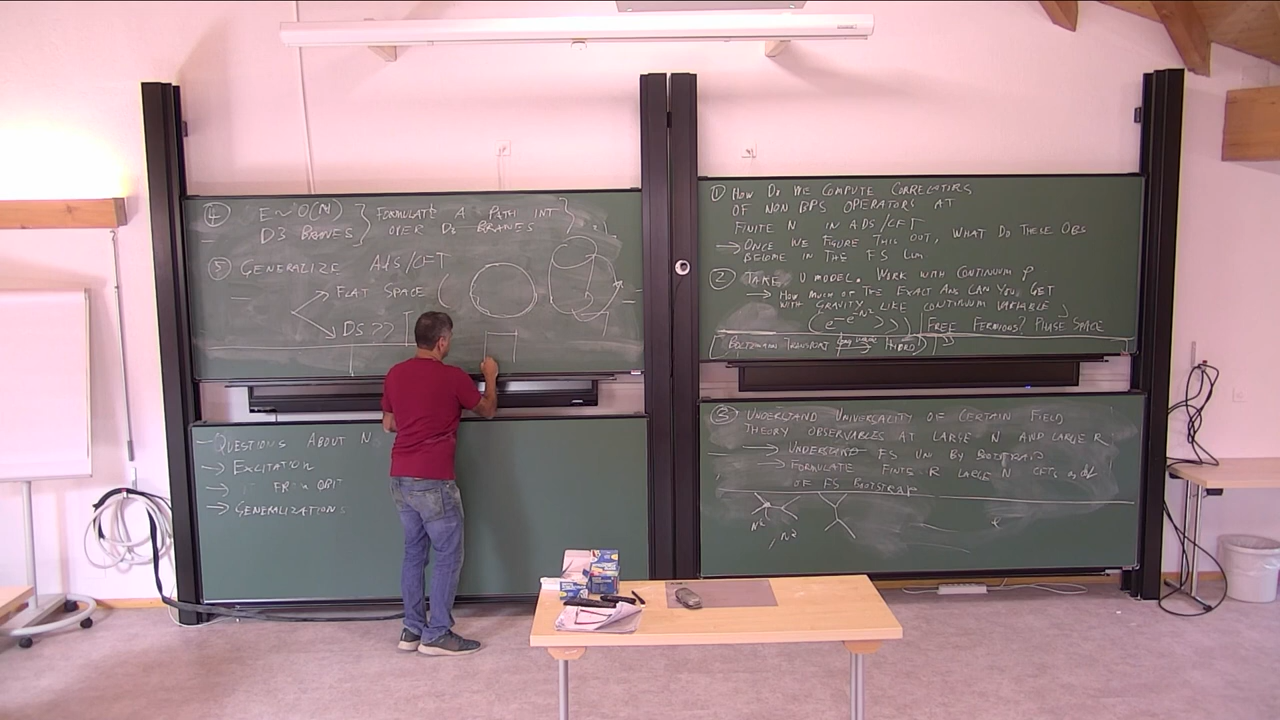 ④ E~O(N) } FORMULATE A PATH INT
D3 BRANES } OVER D3 BRANES
⑤ GENERALIZE ADS/CFT
→ FLAT SPACE
→ DS >>
- QUESTIONS ABOUT N
→ EXCITATION
→ FROM QBIT
→ GENERALIZATIONS
① HOW DO WE COMPUTE CORRELATORS
OF NON BPS OPERATORS AT
FINITE N IN ADS/CFT
→ ONCE WE FIGURE THIS OUT, WHAT DO THESE OBS
BECOME IN THE FS LIM
② TAKE U MODEL. WORK WITH CONTINUUM ρ
→ HOW MUCH OF THE EXACT ANS CAN YOU GET
WITH GRAVITY LIKE CONTINUUM VARIABLE
FREE FERMIONS? PHASE SPACE
BOLTZMANN TRANSPORT → HYDRO
③ UNDERSTAND UNIVERSALITY OF CERTAIN FIELD
THEORY OBSERVABLES AT LARGE N AND LARGE R
→ UNDERSTAND FS UNI BY BOOTSTRAP
→ FORMULATE FINITE R LARGE N CFTs as def
OF FS BOOTSTRAP